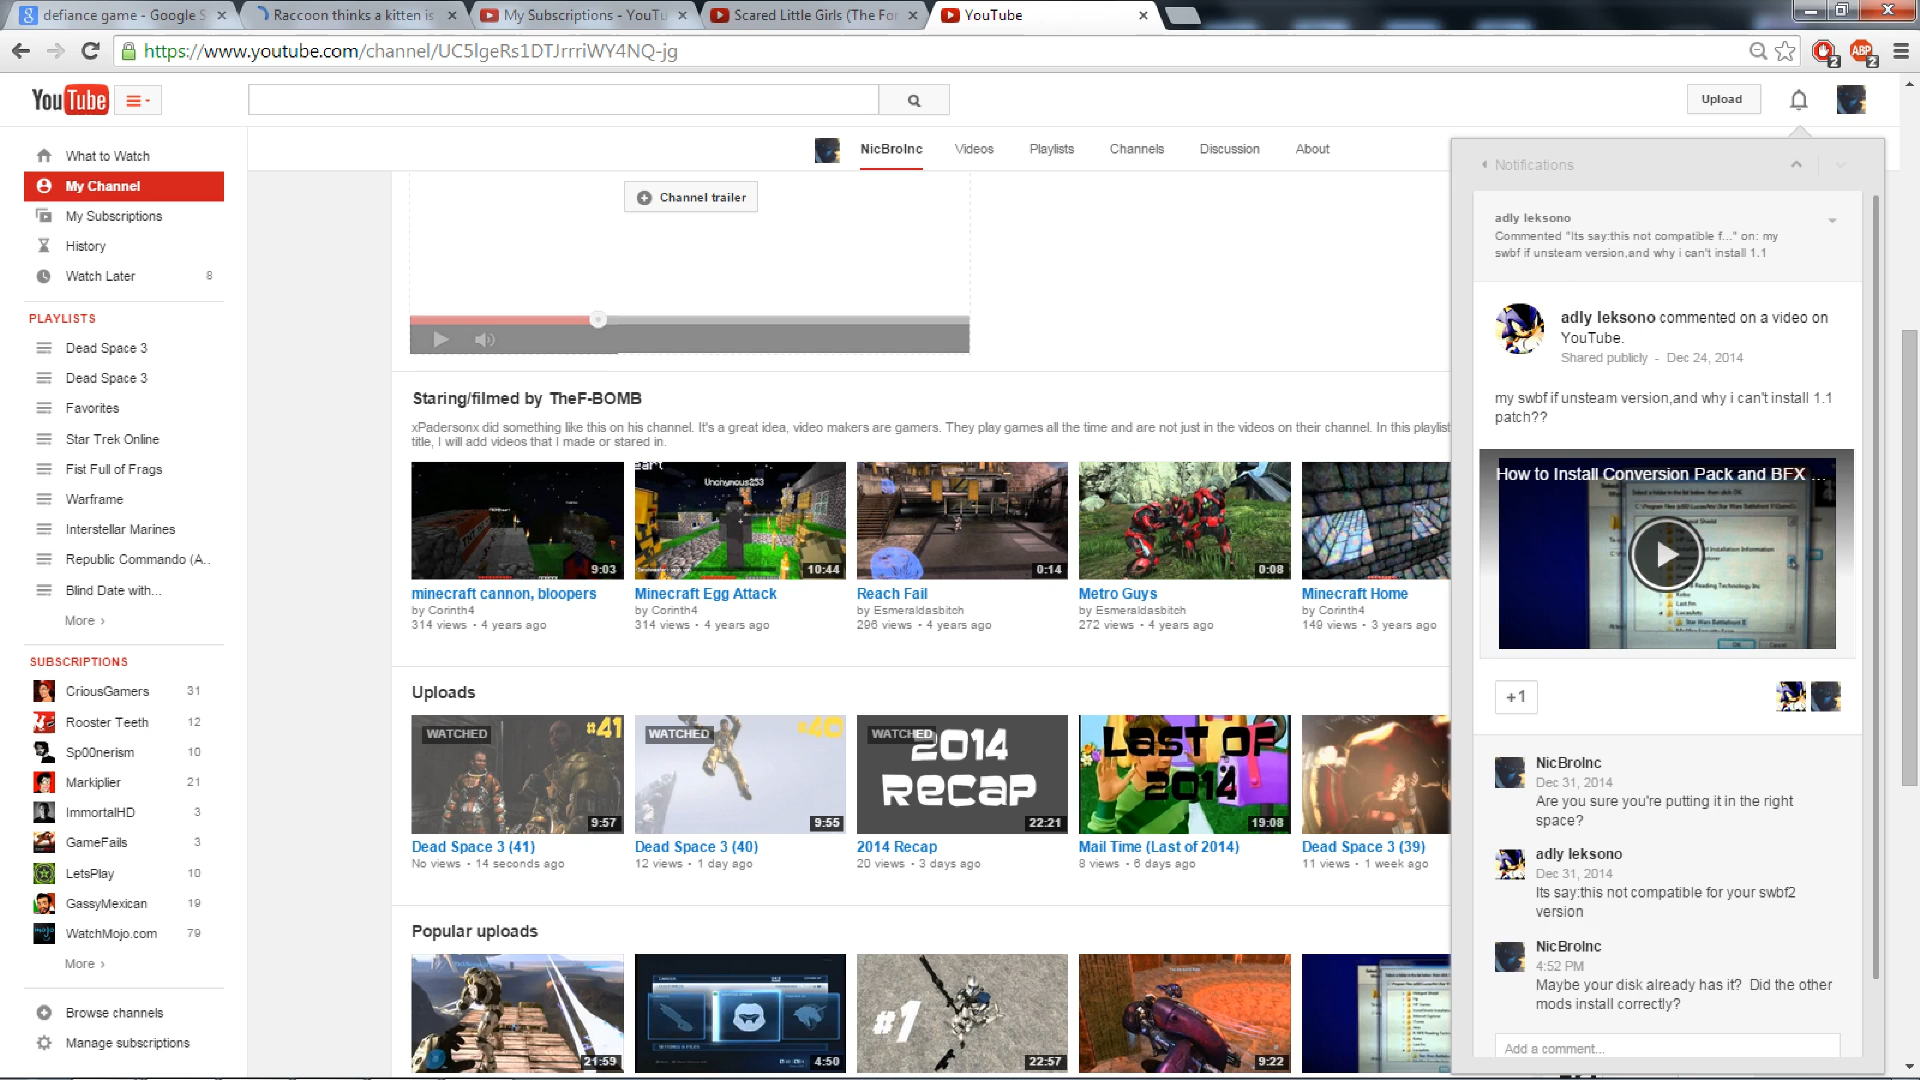 defiance game - Google S
Raccoon thinks a kitten is
My Subscriptions - YouTu
Scared Little Girls (The For
YouTube
https://www.youtube.com/channel/UC5lgeRs1DTJrrriWY4NQ-jg
ABP
2
2
YouTube
Upload
What to Watch
My Channel
My Subscriptions
History
Watch Later 8
PLAYLISTS
Dead Space 3
Dead Space 3
Favorites
Star Trek Online
Fist Full of Frags
Warframe
Interstellar Marines
Republic Commando (A..
Blind Date with...
More ›
SUBSCRIPTIONS
CriousGamers 31
Rooster Teeth 12
Sp00nerism 10
Markiplier 21
ImmortalHD 3
GameFails 3
LetsPlay 10
GassyMexican 19
WatchMojo.com 79
More ›
Browse channels
Manage subscriptions
NicBroInc Videos Playlists Channels Discussion About
Channel trailer
Staring/filmed by TheF-BOMB
xPadersonx did something like this on his channel. It's a great idea, video makers are gamers. They play games all the time and are not just in the videos on their channel. In this playlist
title, I will add videos that I made or stared in.
Unonymous253
9:03
10:44
0:14
0:08
minecraft cannon, bloopers
by Corinth4
314 views • 4 years ago
Minecraft Egg Attack
by Corinth4
314 views • 4 years ago
Reach Fail
by Esmeraldasbitch
296 views • 4 years ago
Metro Guys
by Esmeraldasbitch
272 views • 4 years ago
Minecraft Home
by Corinth4
149 views • 3 years ago
Uploads
WATCHED
#41
9:57
WATCHED
#40
9:55
WATCHED
2014
RECAP
22:21
LAST OF
2014
19:08
Dead Space 3 (41)
No views • 14 seconds ago
Dead Space 3 (40)
12 views • 1 day ago
2014 Recap
20 views • 3 days ago
Mail Time (Last of 2014)
8 views • 6 days ago
Dead Space 3 (39)
11 views • 1 week ago
Popular uploads
21:59
4:50
#1
22:57
9:22
Notifications
adly leksono
Commented "Its say:this not compatible f..." on: my
swbf if unsteam version,and why i can't install 1.1
adly leksono commented on a video on
YouTube.
Shared publicly - Dec 24, 2014
my swbf if unsteam version,and why i can't install 1.1
patch??
How to Install Conversion Pack and BFX ...
+1
NicBroInc
Dec 31, 2014
Are you sure you're putting it in the right
space?
adly leksono
Dec 31, 2014
Its say:this not compatible for your swbf2
version
NicBroInc
4:52 PM
Maybe your disk already has it? Did the other
mods install correctly?
Add a comment...